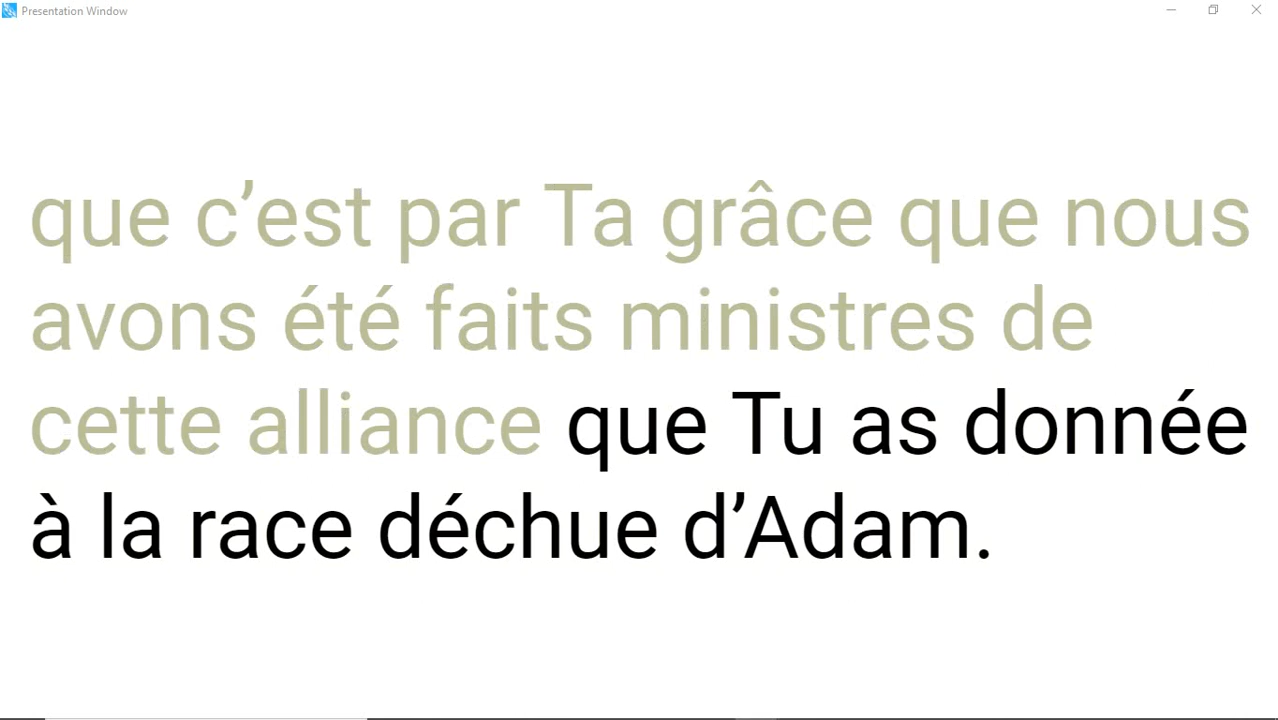 Presentation Window
que c’est par Ta grâce que nous
avons été faits ministres de
cette alliance que Tu as donnée
à la race déchue d’Adam.